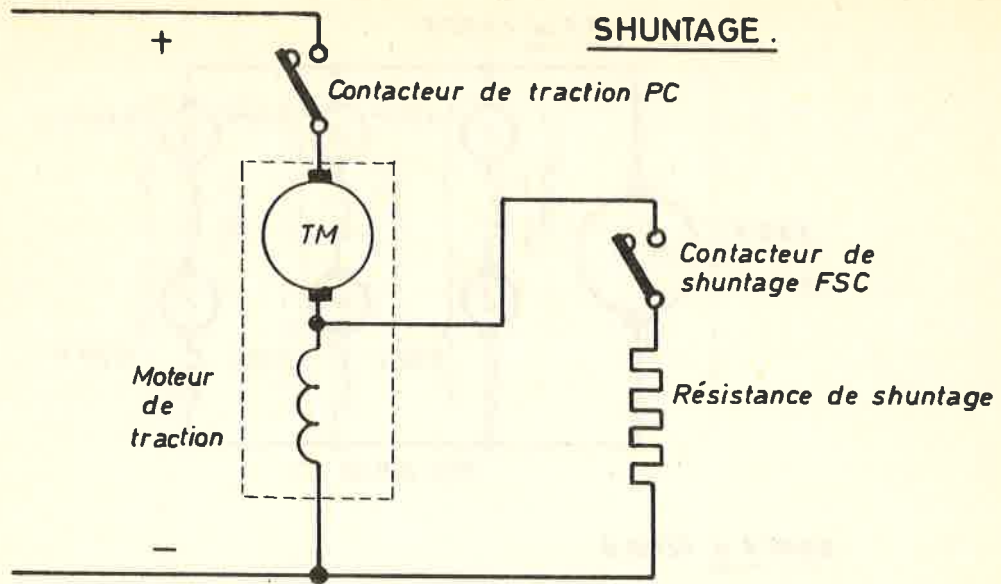 SHUNTAGE.
+
Contacteur de traction PC
TM
Contacteur de
shuntage FSC
Moteur
de
traction
Résistance de shuntage
−